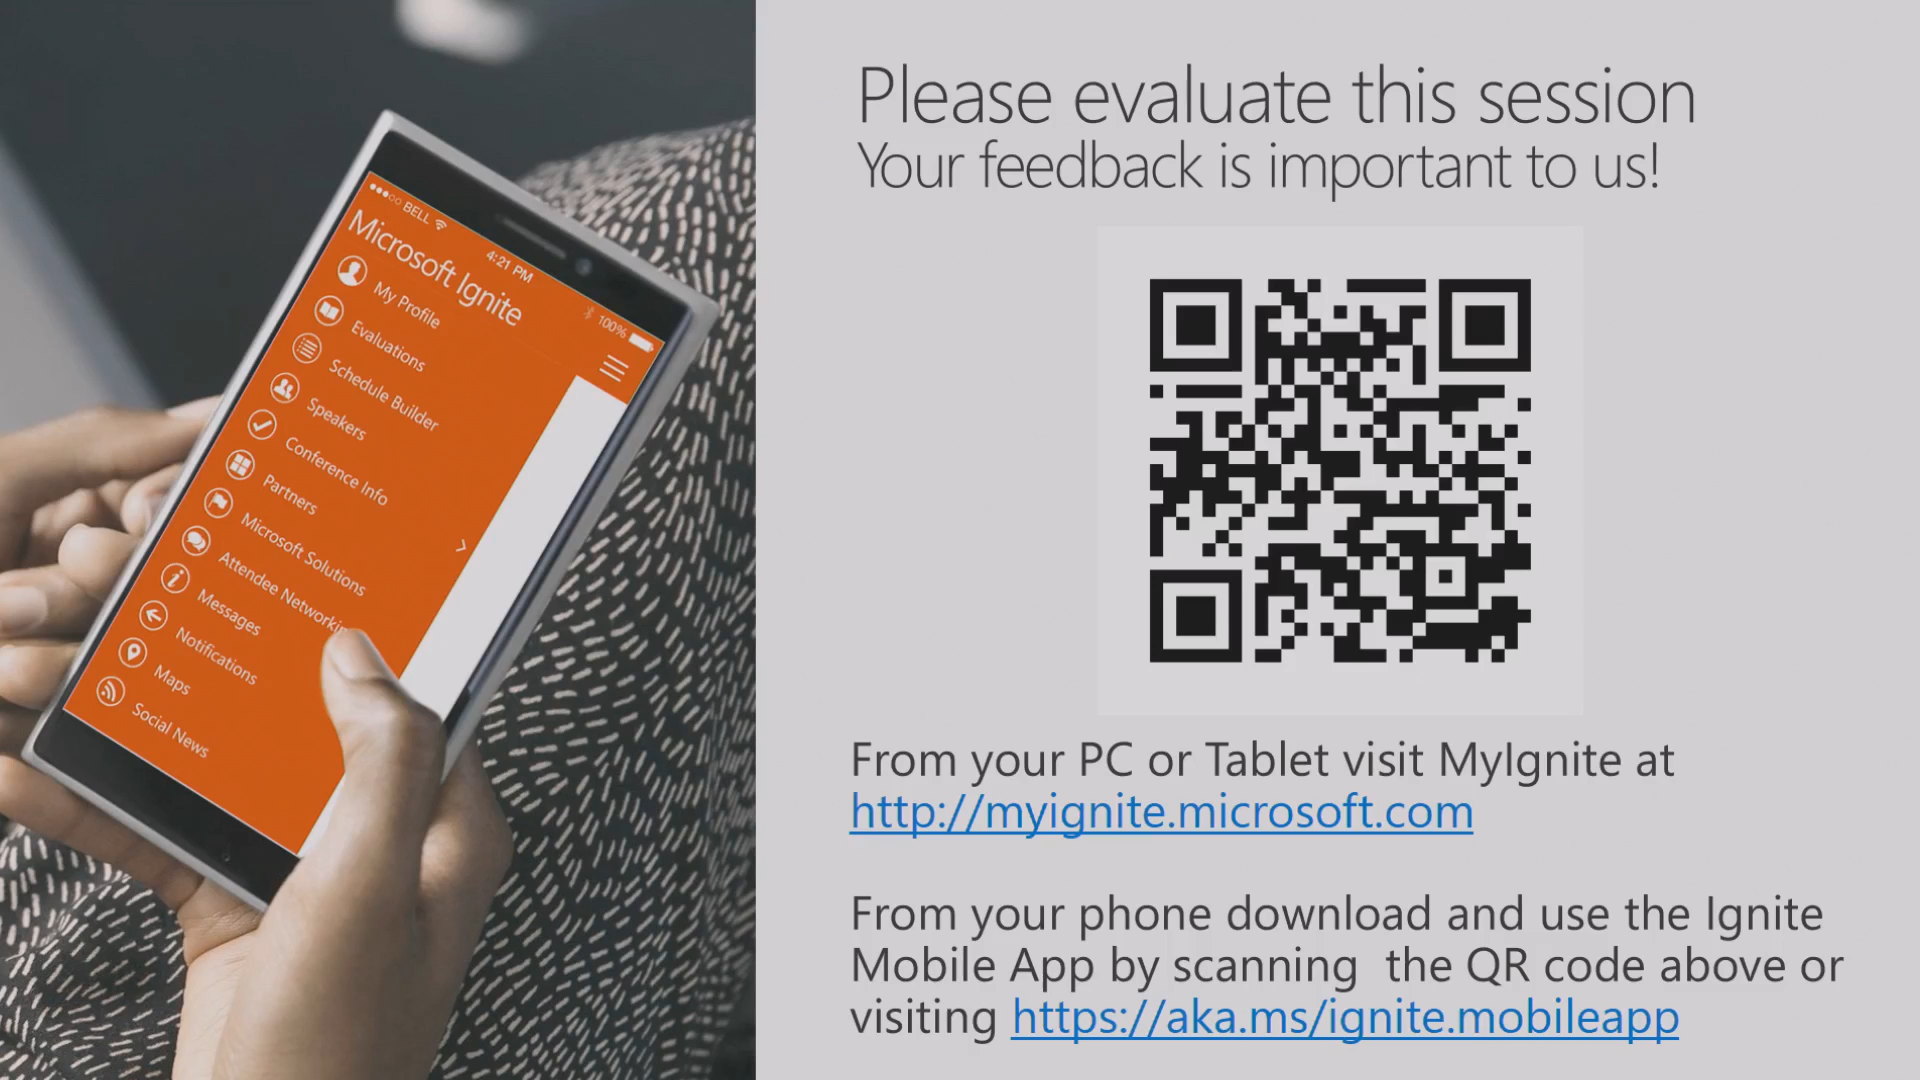 Please evaluate this session
Your feedback is important to us!
BELL
4:21 PM
100%
Microsoft Ignite
My Profile
Evaluations
Schedule Builder
Speakers
Conference Info
Partners
Microsoft Solutions
Attendee Networkin
Messages
Notifications
Maps
Social News
From your PC or Tablet visit MyIgnite at
http://myignite.microsoft.com
From your phone download and use the Ignite
Mobile App by scanning the QR code above or
visiting https://aka.ms/ignite.mobileapp